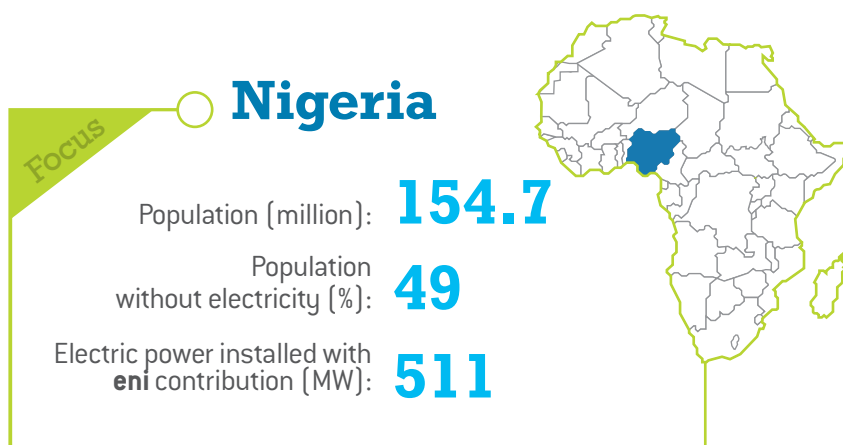 Focus
Nigeria
Population (million): 154.7
Population
without electricity (%): 49
Electric power installed with
eni contribution (MW): 511